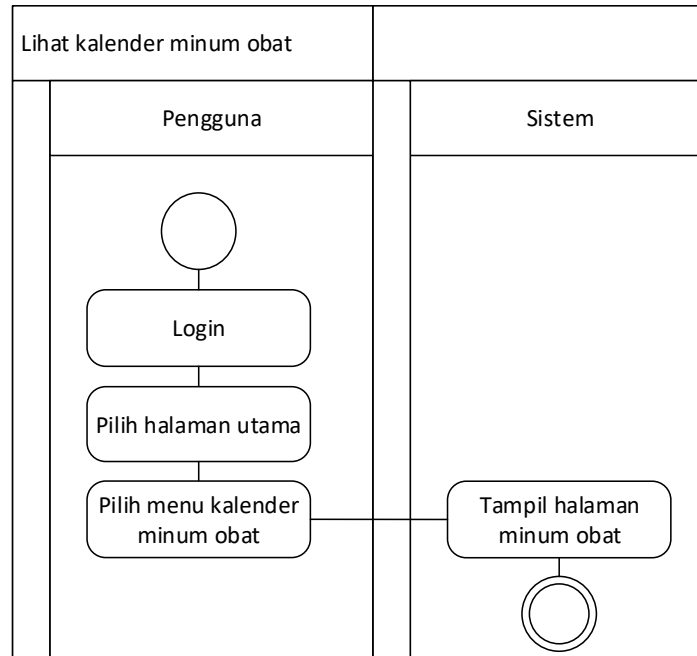 Lihat kalender minum obat
Pengguna
Sistem
Login
Pilih halaman utama
Pilih menu kalender
minum obat
Tampil halaman
minum obat